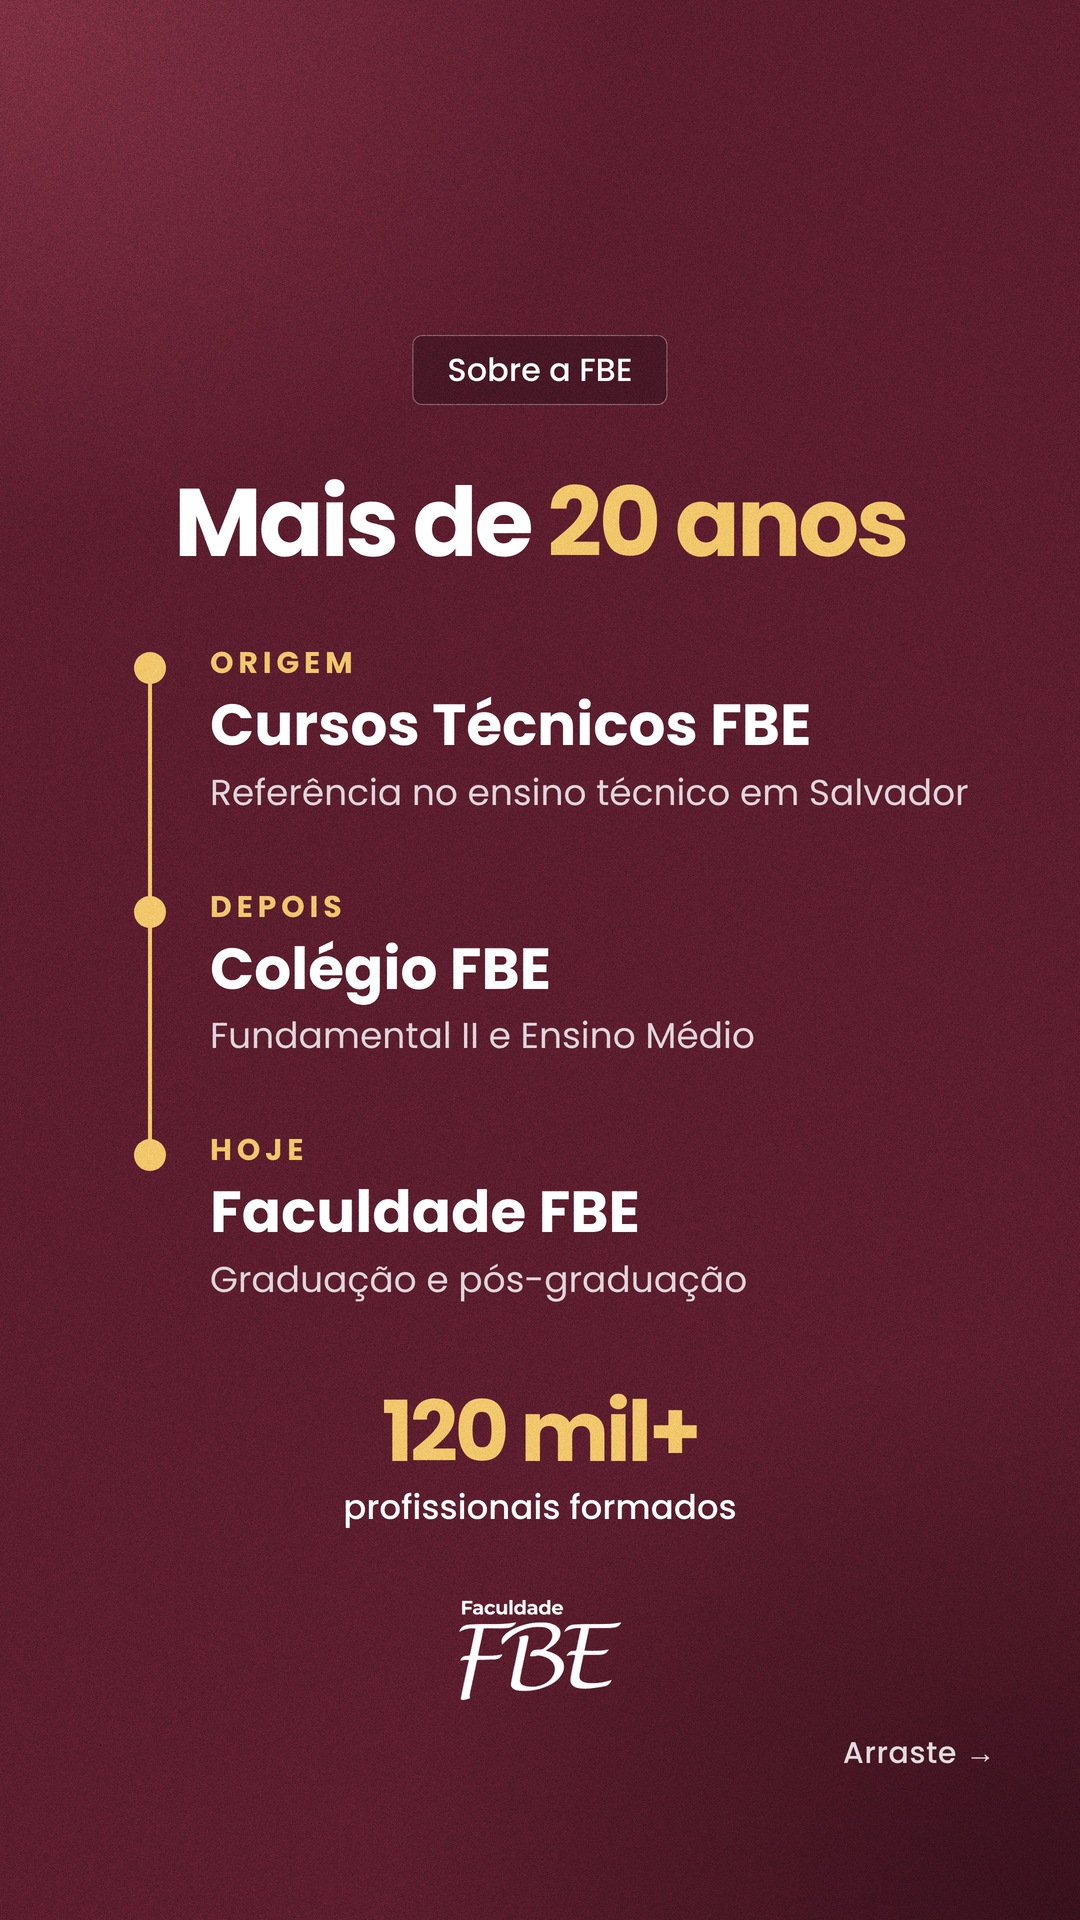 Sobre a FBE
Mais de 20 anos
ORIGEM
Cursos Técnicos FBE
Referência no ensino técnico em Salvador
DEPOIS
Colégio FBE
Fundamental II e Ensino Médio
HOJE
Faculdade FBE
Graduação e pós-graduação
120 mil+
profissionais formados
Faculdade
FBE
Arraste →